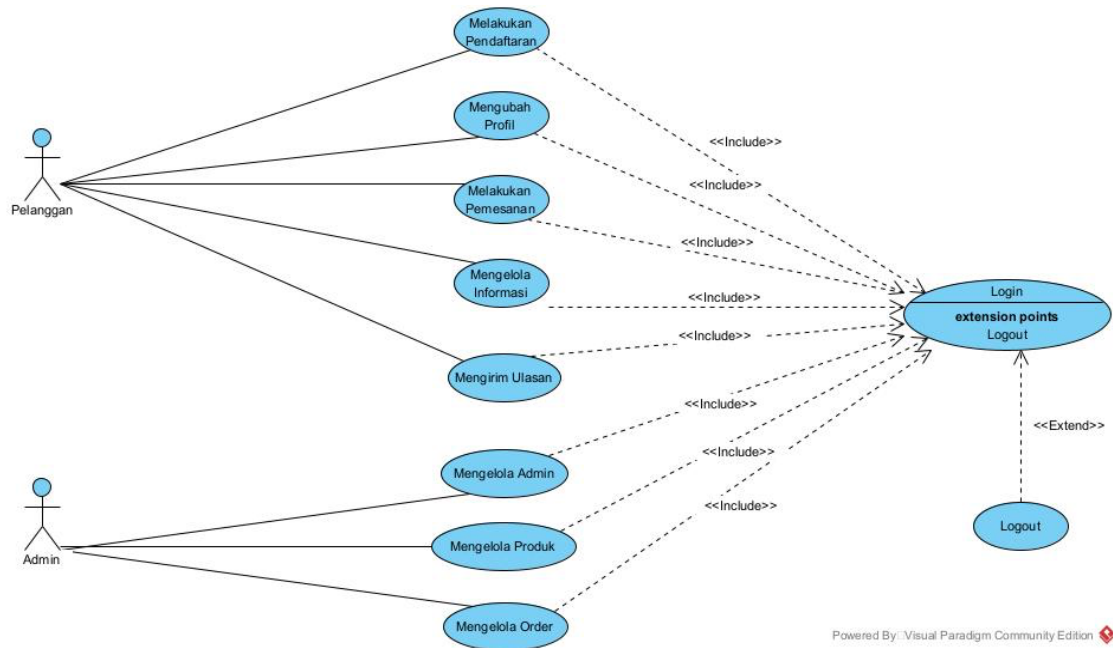 Melakukan
Pendaftaran
<<Include>>
Mengubah
Profil
<<Include>>
Pelanggan
Melakukan
Pemesanan
<<Include>>
Mengelola
Informasi
<<Include>>
Login
extension points
Logout
<<Include>>
Mengirim Ulasan
<<Include>>
<<Extend>>
Mengelola Admin
<<Include>>
<<Include>>
Logout
Admin
Mengelola Produk
Mengelola Order
Powered By Visual Paradigm Community Edition